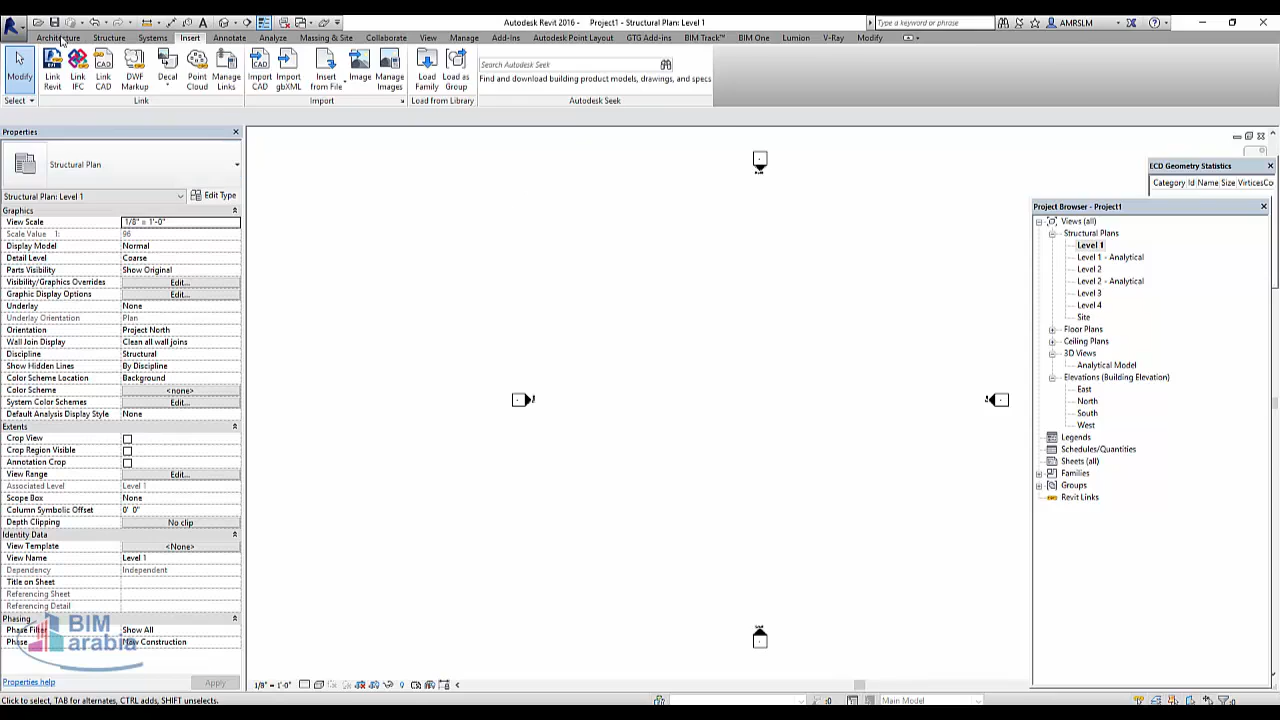 Autodesk Revit 2016 - Project1 - Structural Plan: Level 1
Type a keyword or phrase
AMRSLM
Architecture Structure Systems Insert Annotate Analyze Massing & Site Collaborate View Manage Add-Ins Autodesk Point Layout GTG Add-ins BIM Track™ BIM One Lumion V-Ray Modify
Modify
Link Revit
Link IFC
Link CAD
DWF Markup
Decal
Point Cloud
Manage Links
Import CAD
Import gbXML
Insert from File
Image
Manage Images
Load Family
Load as Group
Search Autodesk Seek
Find and download building product models, drawings, and specs
Select
Link
Import
Load from Library
Autodesk Seek
Properties
Structural Plan
Structural Plan: Level 1
Edit Type
Graphics
View Scale 1/8" = 1'-0"
Scale Value 1: 96
Display Model Normal
Detail Level Coarse
Parts Visibility Show Original
Visibility/Graphics Overrides Edit...
Graphic Display Options Edit...
Underlay None
Underlay Orientation Plan
Orientation Project North
Wall Join Display Clean all wall joins
Discipline Structural
Show Hidden Lines By Discipline
Color Scheme Location Background
Color Scheme <none>
System Color Schemes Edit...
Default Analysis Display Style None
Extents
Crop View
Crop Region Visible
Annotation Crop
View Range Edit...
Associated Level Level 1
Scope Box None
Column Symbolic Offset 0' 0"
Depth Clipping No clip
Identity Data
View Template <None>
View Name Level 1
Dependency Independent
Title on Sheet
Referencing Sheet
Referencing Detail
Phasing
Phase Filter Show All
Phase New Construction
BIM
arabia
Properties help
Apply
ECD Geometry Statistics
Category Id Name Size VirticesCo
Project Browser - Project1
Views (all)
Structural Plans
Level 1
Level 1 - Analytical
Level 2
Level 2 - Analytical
Level 3
Level 4
Site
Floor Plans
Ceiling Plans
3D Views
Analytical Model
Elevations (Building Elevation)
East
North
South
West
Legends
Schedules/Quantities
Sheets (all)
Families
Groups
Revit Links
1/8" = 1'-0"
Click to select, TAB for alternates, CTRL adds, SHIFT unselects.
:0
Main Model
:0